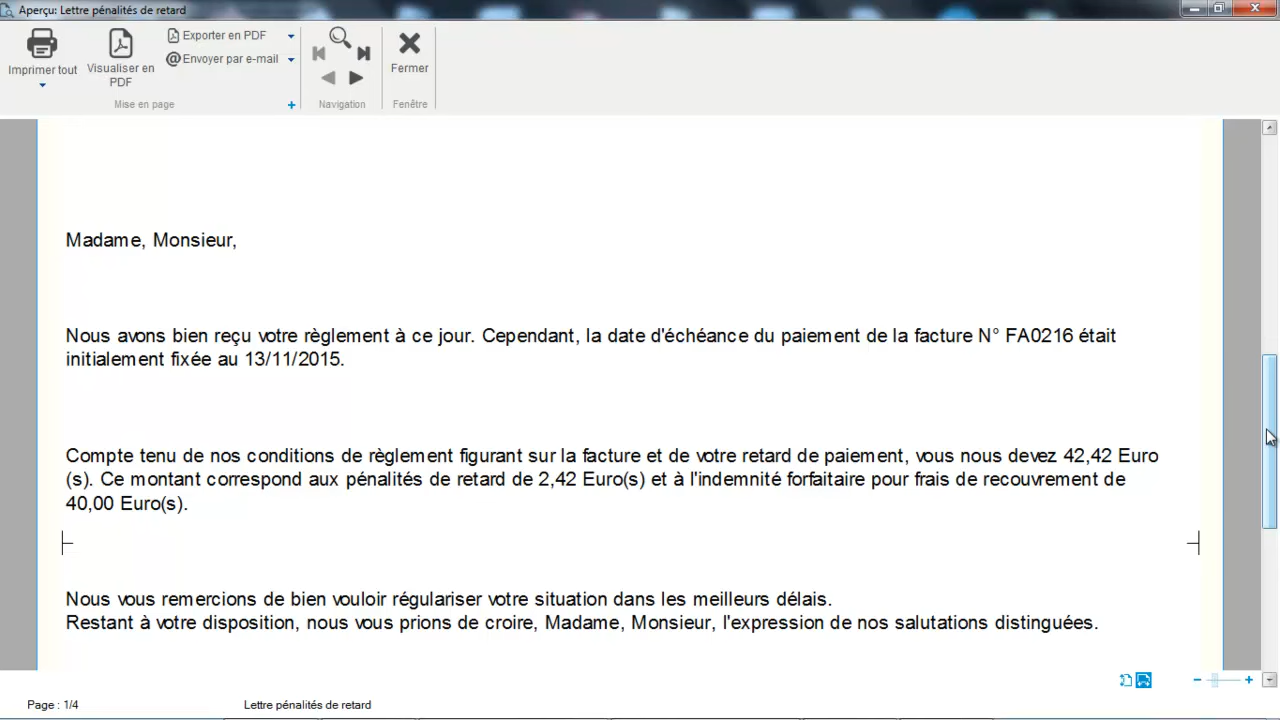 Aperçu: Lettre pénalités de retard
Imprimer tout
Visualiser en
PDF
Exporter en PDF
@Envoyer par e-mail
Mise en page
Navigation
Fermer
Fenêtre
Madame, Monsieur,
Nous avons bien reçu votre règlement à ce jour. Cependant, la date d'échéance du paiement de la facture N° FA0216 était
initialement fixée au 13/11/2015.
Compte tenu de nos conditions de règlement figurant sur la facture et de votre retard de paiement, vous nous devez 42,42 Euro
(s). Ce montant correspond aux pénalités de retard de 2,42 Euro(s) et à l'indemnité forfaitaire pour frais de recouvrement de
40,00 Euro(s).
Nous vous remercions de bien vouloir régulariser votre situation dans les meilleurs délais.
Restant à votre disposition, nous vous prions de croire, Madame, Monsieur, l'expression de nos salutations distinguées.
Page : 1/4
Lettre pénalités de retard